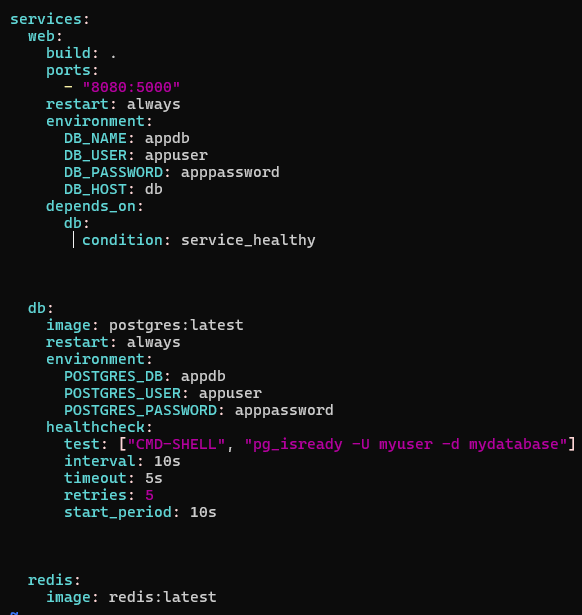 services:
  web:
    build: .
    ports:
      - "8080:5000"
    restart: always
    environment:
      DB_NAME: appdb
      DB_USER: appuser
      DB_PASSWORD: apppassword
      DB_HOST: db
    depends_on:
      db:
        condition: service_healthy
  db:
    image: postgres:latest
    restart: always
    environment:
      POSTGRES_DB: appdb
      POSTGRES_USER: appuser
      POSTGRES_PASSWORD: apppassword
    healthcheck:
      test: ["CMD-SHELL", "pg_isready -U myuser -d mydatabase"]
      interval: 10s
      timeout: 5s
      retries: 5
      start_period: 10s
  redis:
    image: redis:latest
~